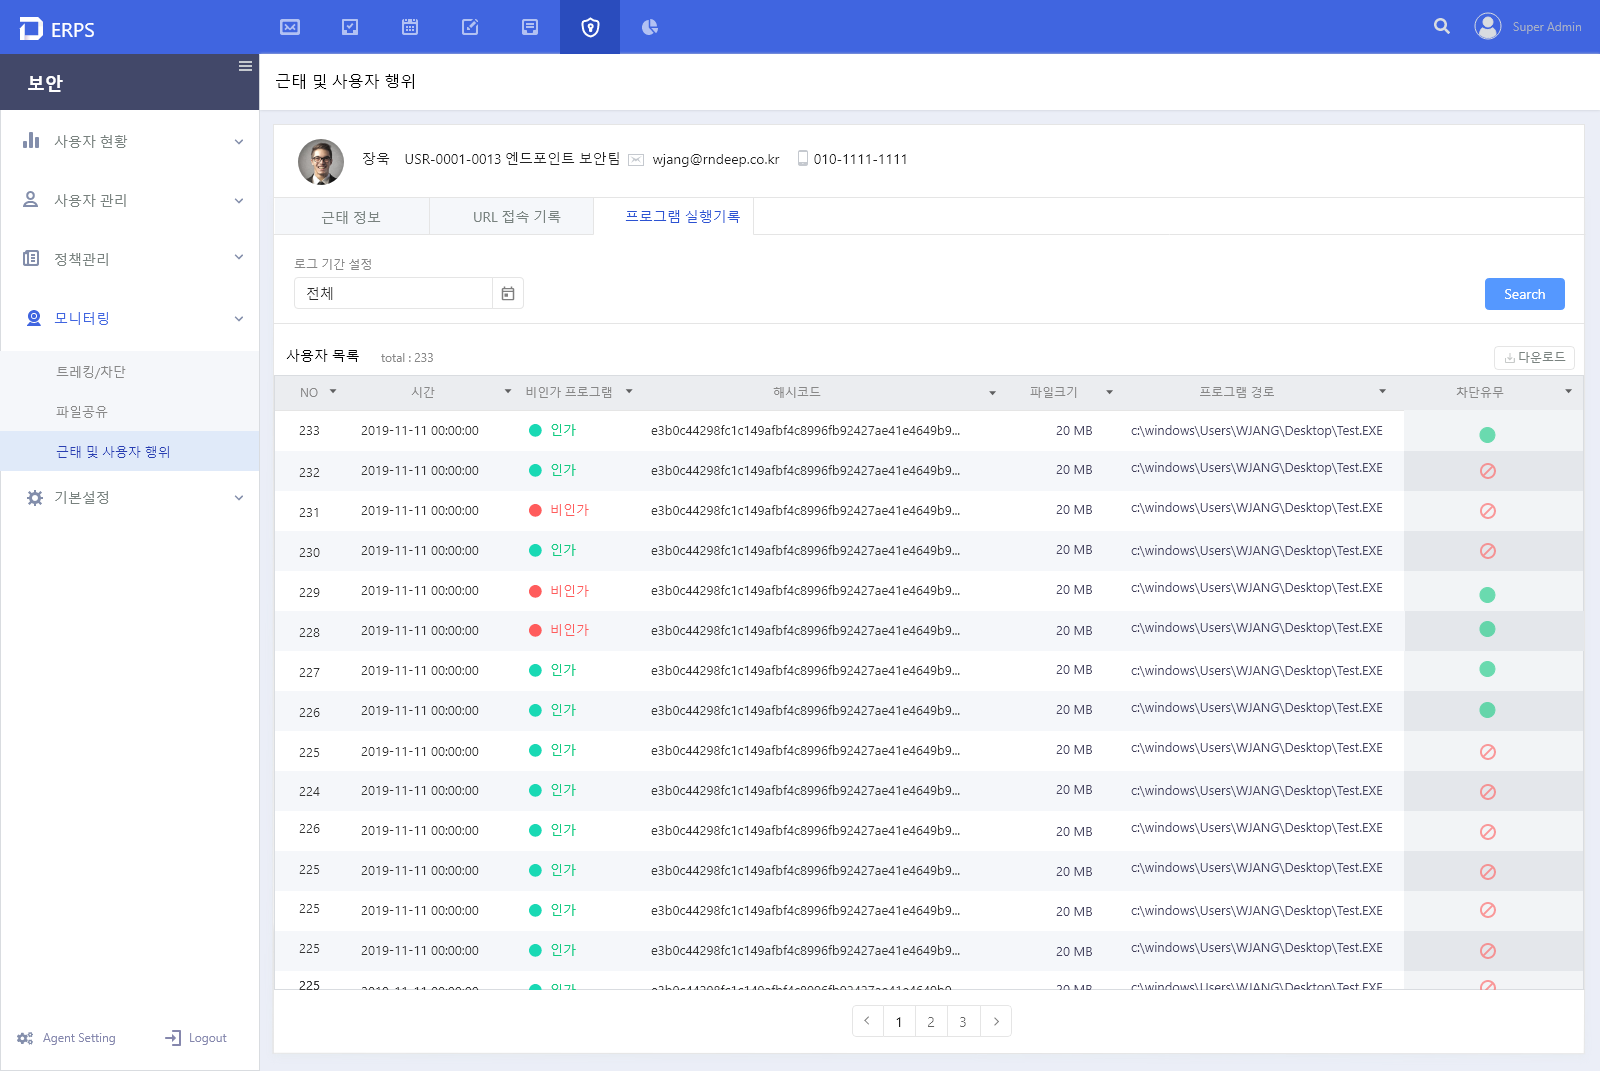 ERPS
Super Admin
보안
근태 및 사용자 행위
사용자 현황
사용자 관리
정책관리
모니터링
트레킹/차단
파일공유
근태 및 사용자 행위
기본설정
Agent Setting
Logout
장욱 USR-0001-0013 엔드포인트 보안팀 wjang@rndeep.co.kr 010-1111-1111
근태 정보 URL 접속 기록 프로그램 실행기록
로그 기간 설정
전체
Search
사용자 목록 total : 233
다운로드
NO 시간 비인가 프로그램 해시코드 파일크기 프로그램 경로 차단유무
233 2019-11-11 00:00:00 인가 e3b0c44298fc1c149afbf4c8996fb92427ae41e4649b9... 20 MB c:\windows\Users\WJANG\Desktop\Test.EXE
232 2019-11-11 00:00:00 인가 e3b0c44298fc1c149afbf4c8996fb92427ae41e4649b9... 20 MB c:\windows\Users\WJANG\Desktop\Test.EXE
231 2019-11-11 00:00:00 비인가 e3b0c44298fc1c149afbf4c8996fb92427ae41e4649b9... 20 MB c:\windows\Users\WJANG\Desktop\Test.EXE
230 2019-11-11 00:00:00 인가 e3b0c44298fc1c149afbf4c8996fb92427ae41e4649b9... 20 MB c:\windows\Users\WJANG\Desktop\Test.EXE
229 2019-11-11 00:00:00 비인가 e3b0c44298fc1c149afbf4c8996fb92427ae41e4649b9... 20 MB c:\windows\Users\WJANG\Desktop\Test.EXE
228 2019-11-11 00:00:00 비인가 e3b0c44298fc1c149afbf4c8996fb92427ae41e4649b9... 20 MB c:\windows\Users\WJANG\Desktop\Test.EXE
227 2019-11-11 00:00:00 인가 e3b0c44298fc1c149afbf4c8996fb92427ae41e4649b9... 20 MB c:\windows\Users\WJANG\Desktop\Test.EXE
226 2019-11-11 00:00:00 인가 e3b0c44298fc1c149afbf4c8996fb92427ae41e4649b9... 20 MB c:\windows\Users\WJANG\Desktop\Test.EXE
225 2019-11-11 00:00:00 인가 e3b0c44298fc1c149afbf4c8996fb92427ae41e4649b9... 20 MB c:\windows\Users\WJANG\Desktop\Test.EXE
224 2019-11-11 00:00:00 인가 e3b0c44298fc1c149afbf4c8996fb92427ae41e4649b9... 20 MB c:\windows\Users\WJANG\Desktop\Test.EXE
226 2019-11-11 00:00:00 인가 e3b0c44298fc1c149afbf4c8996fb92427ae41e4649b9... 20 MB c:\windows\Users\WJANG\Desktop\Test.EXE
225 2019-11-11 00:00:00 인가 e3b0c44298fc1c149afbf4c8996fb92427ae41e4649b9... 20 MB c:\windows\Users\WJANG\Desktop\Test.EXE
225 2019-11-11 00:00:00 인가 e3b0c44298fc1c149afbf4c8996fb92427ae41e4649b9... 20 MB c:\windows\Users\WJANG\Desktop\Test.EXE
225 2019-11-11 00:00:00 인가 e3b0c44298fc1c149afbf4c8996fb92427ae41e4649b9... 20 MB c:\windows\Users\WJANG\Desktop\Test.EXE
225 2019-11-11 00:00:00 인가 e3b0c44298fc1c149afbf4c8996fb92427ae41e4649b9... 20 MB c:\windows\Users\WJANG\Desktop\Test.EXE
1 2 3